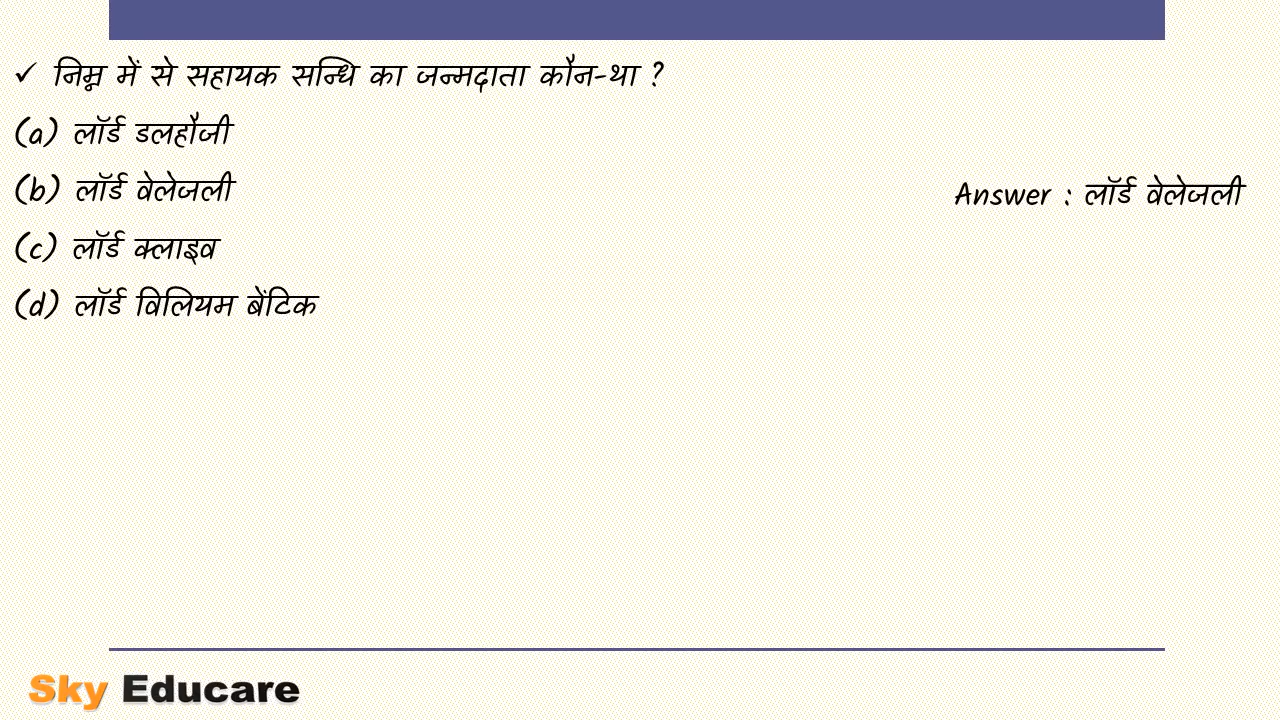 ✓ निम्न में से सहायक सन्धि का जन्मदाता कौन-था ?
(a) लॉर्ड डलहौजी
(b) लॉर्ड वेलेजली
Answer : लॉर्ड वेलेजली
(c) लॉर्ड क्लाइव
(d) लॉर्ड विलियम बेंटिक
Sky Educare